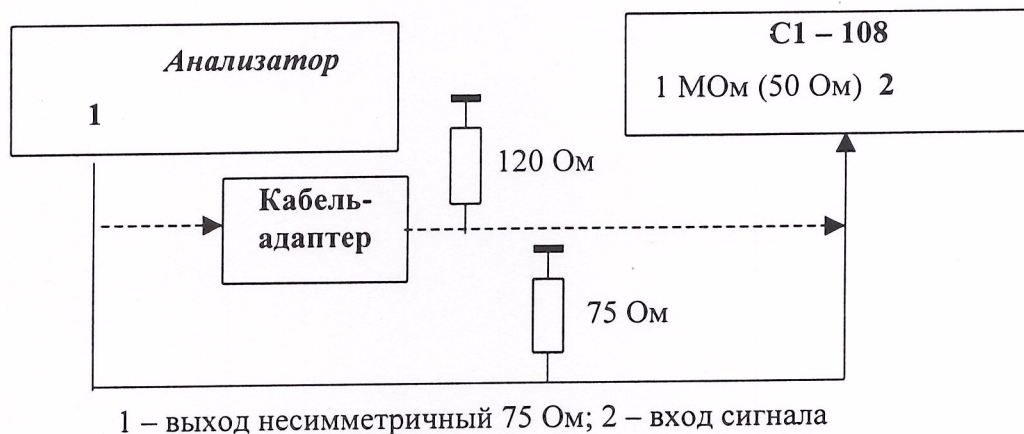 Анализатор
1
С1 – 108
1 МОм (50 Ом) 2
120 Ом
Кабель-
адаптер
75 Ом
1 – выход несимметричный 75 Ом; 2 – вход сигнала